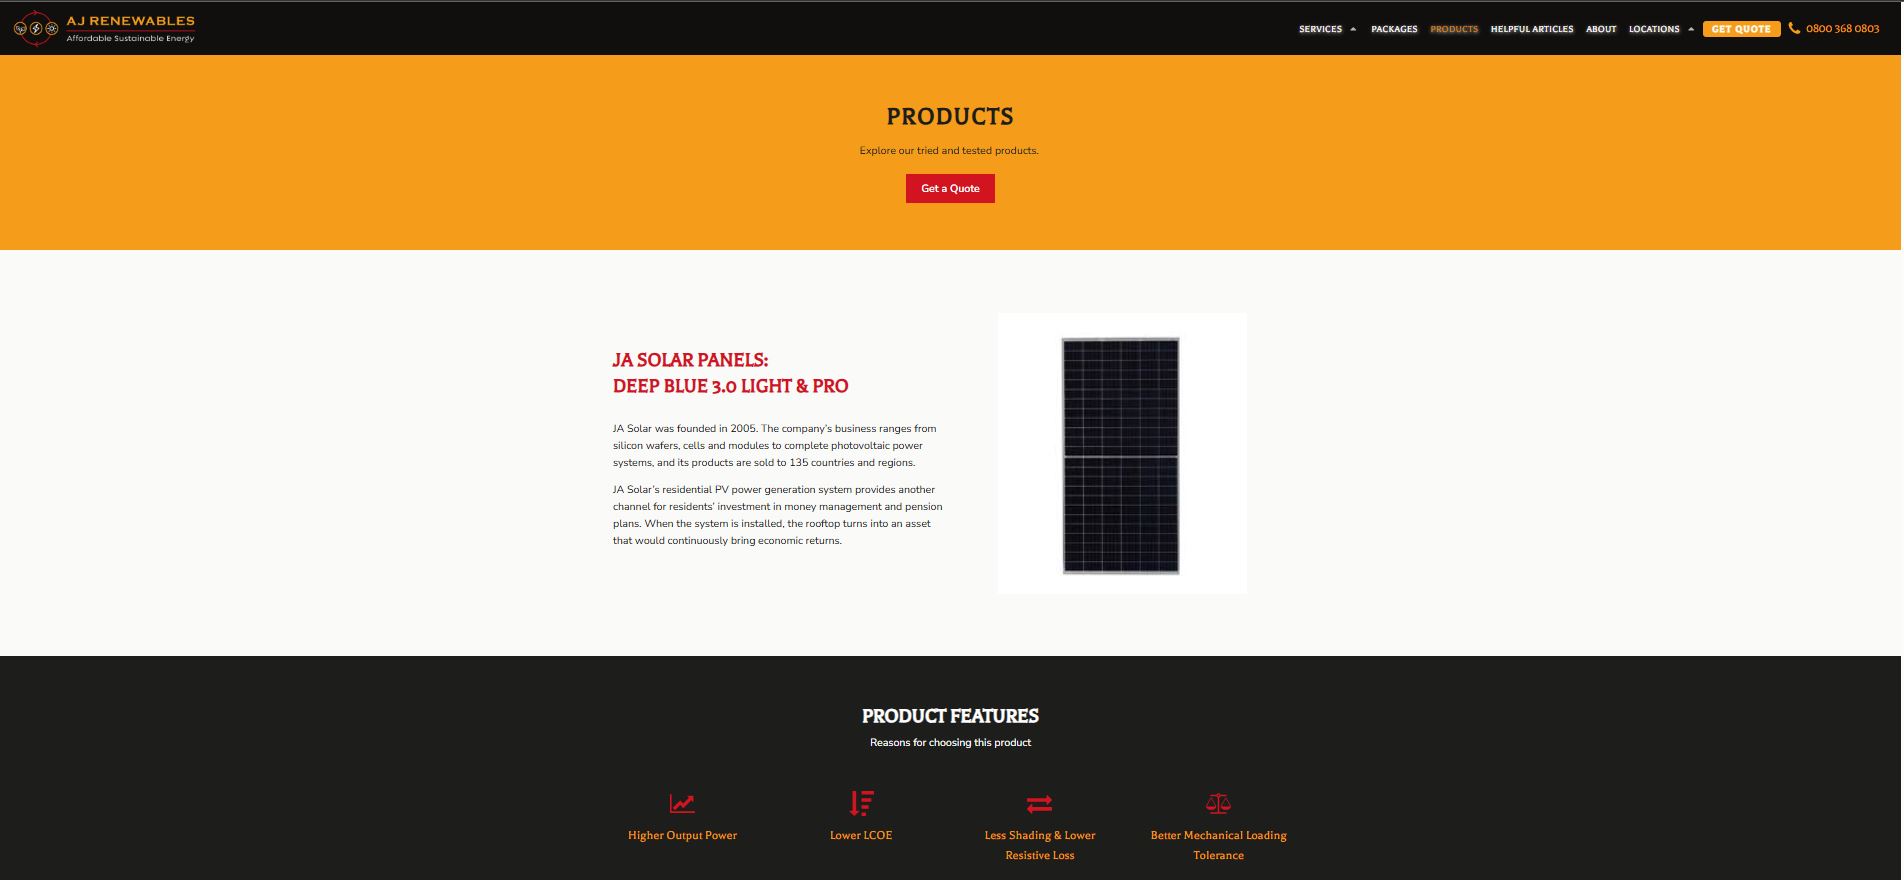 AJ RENEWABLES
Affordable Sustainable Energy
SERVICES
PACKAGES
PRODUCTS
HELPFUL ARTICLES
ABOUT
LOCATIONS
GET QUOTE
0800 368 0803
PRODUCTS
Explore our tried and tested products.
Get a Quote
JA SOLAR PANELS:
DEEP BLUE 3.0 LIGHT & PRO
JA Solar was founded in 2005. The company’s business ranges from
silicon wafers, cells and modules to complete photovoltaic power
systems, and its products are sold to 135 countries and regions.
JA Solar’s residential PV power generation system provides another
channel for residents’ investment in money management and pension
plans. When the system is installed, the rooftop turns into an asset
that would continuously bring economic returns.
PRODUCT FEATURES
Reasons for choosing this product
Higher Output Power
Lower LCOE
Less Shading & Lower
Resistive Loss
Better Mechanical Loading
Tolerance